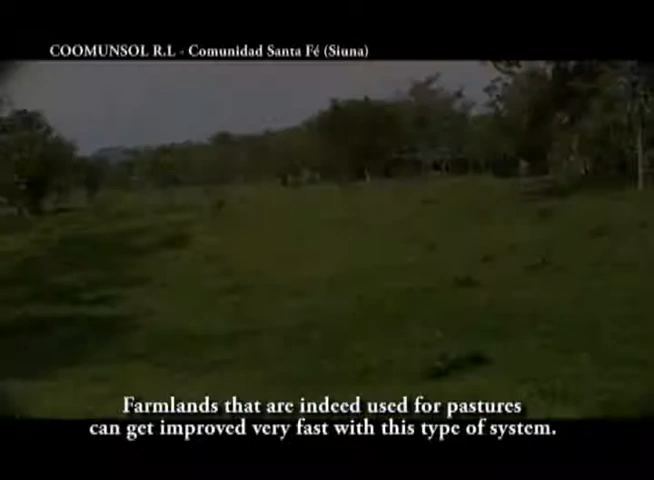 COOMUNSOL R.L - Comunidad Santa Fé (Siuna)
Farmlands that are indeed used for pastures
can get improved very fast with this type of system.